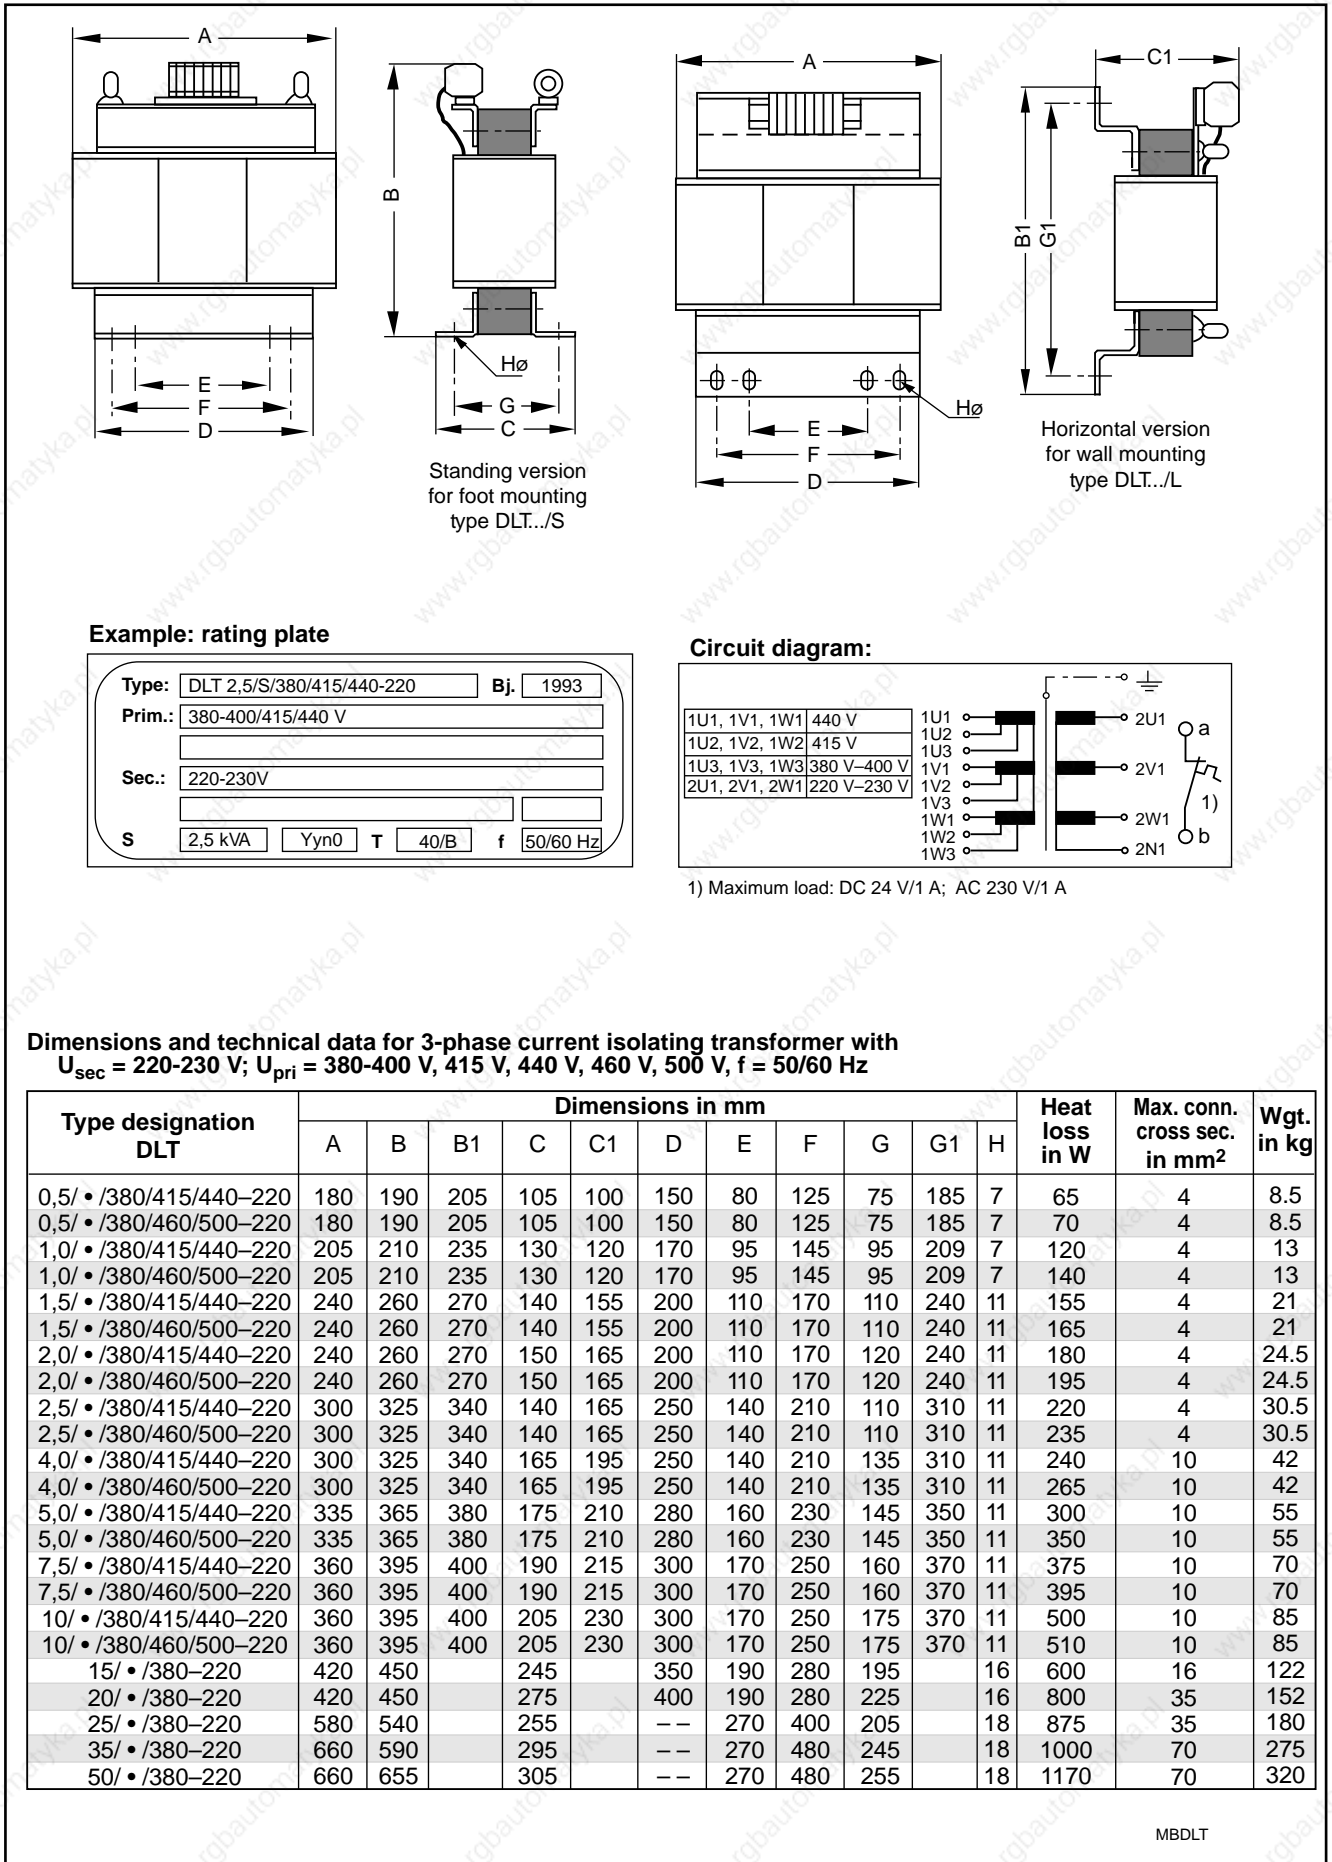 A
B
Hø
G
C
E
F
D
Standing version
for foot mounting
type DLT.../S
A
Hø
E
F
D
C1
B1
G1
Horizontal version
for wall mounting
type DLT.../L
Example: rating plate
Type: DLT 2,5/S/380/415/440-220 Bj. 1993
Prim.: 380-400/415/440 V
Sec.: 220-230V
S 2,5 kVA Yyn0 T 40/B f 50/60 Hz
Circuit diagram:
1U1, 1V1, 1W1 440 V
1U2, 1V2, 1W2 415 V
1U3, 1V3, 1W3 380 V–400 V
2U1, 2V1, 2W1 220 V–230 V
1U1
1U2
1U3
1V1
1V2
1V3
1W1
1W2
1W3
2U1
2V1
2W1
2N1
a
1)
b
1) Maximum load: DC 24 V/1 A; AC 230 V/1 A
Dimensions and technical data for 3-phase current isolating transformer with
Usec = 220-230 V; Upri = 380-400 V, 415 V, 440 V, 460 V, 500 V, f = 50/60 Hz
Type designation DLT Dimensions in mm Heat loss in W Max. conn. cross sec. in mm2 Wgt. in kg
A B B1 C C1 D E F G G1 H
0,5/ • /380/415/440–220 180 190 205 105 100 150 80 125 75 185 7 65 4 8.5
0,5/ • /380/460/500–220 180 190 205 105 100 150 80 125 75 185 7 70 4 8.5
1,0/ • /380/415/440–220 205 210 235 130 120 170 95 145 95 209 7 120 4 13
1,0/ • /380/460/500–220 205 210 235 130 120 170 95 145 95 209 7 140 4 13
1,5/ • /380/415/440–220 240 260 270 140 155 200 110 170 110 240 11 155 4 21
1,5/ • /380/460/500–220 240 260 270 140 155 200 110 170 110 240 11 165 4 21
2,0/ • /380/415/440–220 240 260 270 150 165 200 110 170 120 240 11 180 4 24.5
2,0/ • /380/460/500–220 240 260 270 150 165 200 110 170 120 240 11 195 4 24.5
2,5/ • /380/415/440–220 300 325 340 140 165 250 140 210 110 310 11 220 4 30.5
2,5/ • /380/460/500–220 300 325 340 140 165 250 140 210 110 310 11 235 4 30.5
4,0/ • /380/415/440–220 300 325 340 165 195 250 140 210 135 310 11 240 10 42
4,0/ • /380/460/500–220 300 325 340 165 195 250 140 210 135 310 11 265 10 42
5,0/ • /380/415/440–220 335 365 380 175 210 280 160 230 145 350 11 300 10 55
5,0/ • /380/460/500–220 335 365 380 175 210 280 160 230 145 350 11 350 10 55
7,5/ • /380/415/440–220 360 395 400 190 215 300 170 250 160 370 11 375 10 70
7,5/ • /380/460/500–220 360 395 400 190 215 300 170 250 160 370 11 395 10 70
10/ • /380/415/440–220 360 395 400 205 230 300 170 250 175 370 11 500 10 85
10/ • /380/460/500–220 360 395 400 205 230 300 170 250 175 370 11 510 10 85
15/ • /380–220 420 450 245 350 190 280 195 16 600 16 122
20/ • /380–220 420 450 275 400 190 280 225 16 800 35 152
25/ • /380–220 580 540 255 – – 270 400 205 18 875 35 180
35/ • /380–220 660 590 295 – – 270 480 245 18 1000 70 275
50/ • /380–220 660 655 305 – – 270 480 255 18 1170 70 320
MBDLT
www.rgbautomatyka.pl